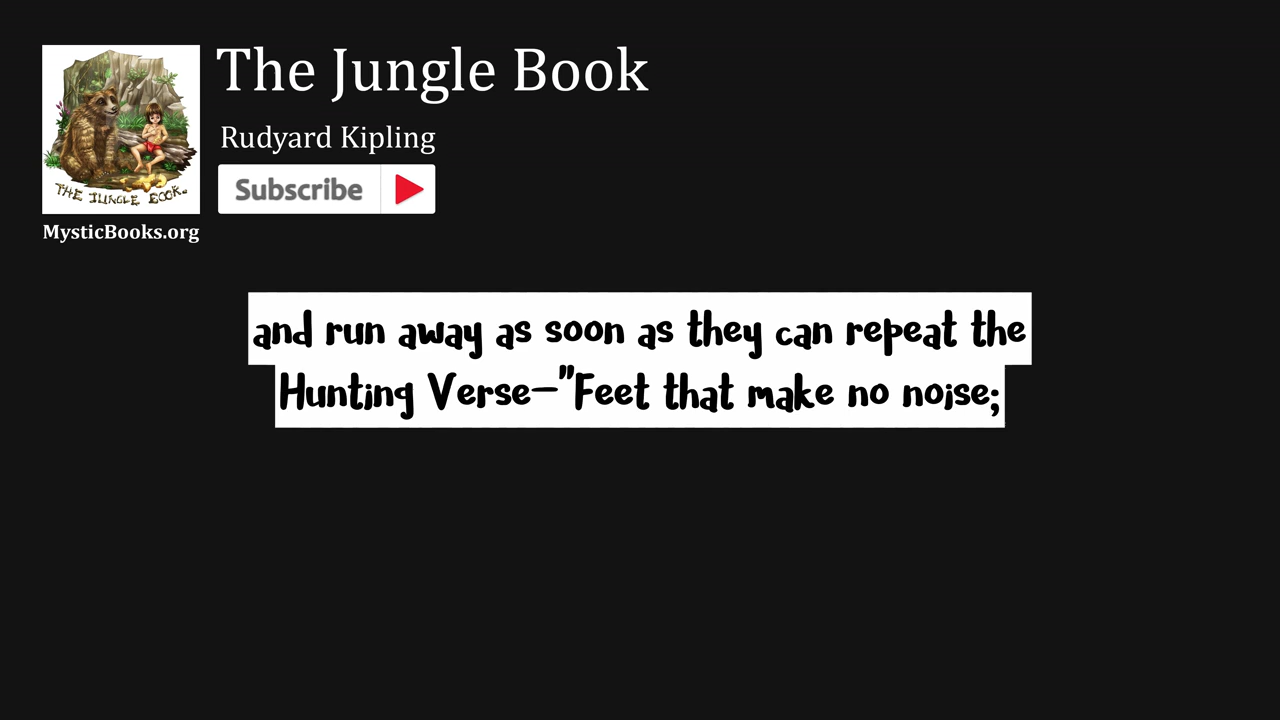 The Jungle Book
Rudyard Kipling
Subscribe
THE JUNGLE BOOK.
MysticBooks.org
and run away as soon as they can repeat the
Hunting Verse—"Feet that make no noise;